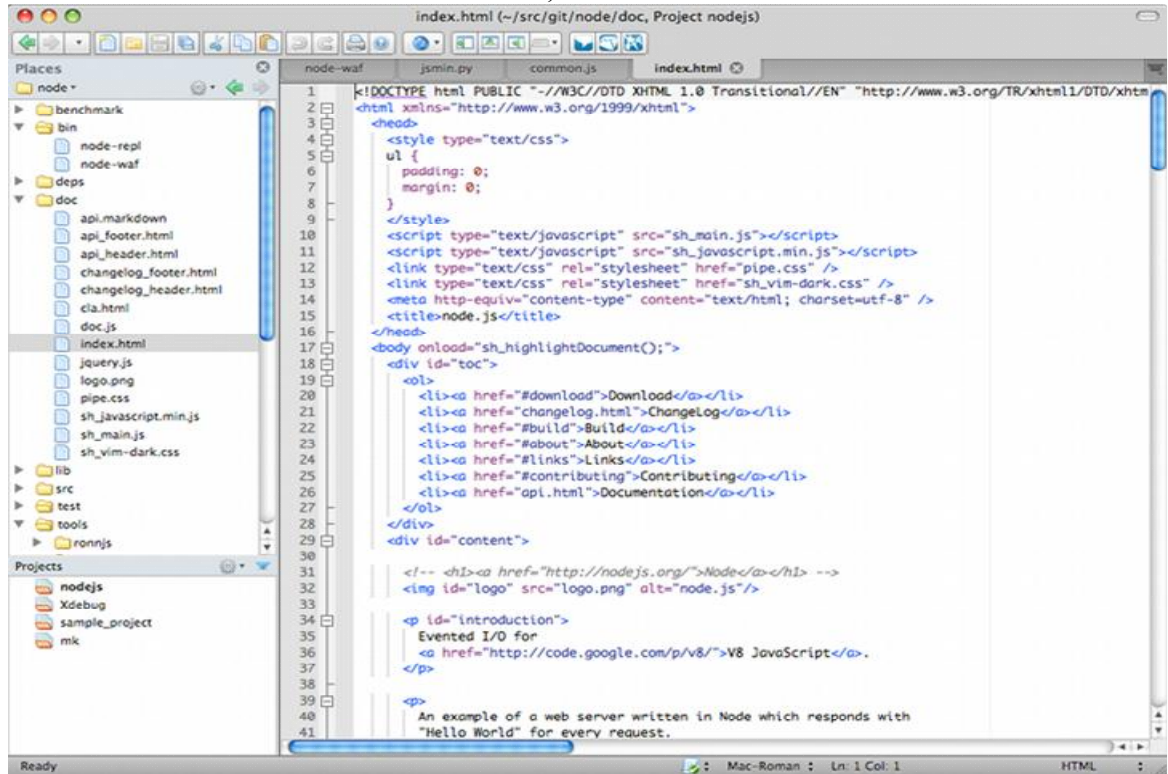 index.html (~/src/git/node/doc, Project nodejs)
Places
node
benchmark
bin
node-repl
node-waf
deps
doc
api.markdown
api_footer.html
api_header.html
changelog_footer.html
changelog_header.html
cla.html
doc.js
index.html
jquery.js
logo.png
pipe.css
sh_javascript.min.js
sh_main.js
sh_vim-dark.css
lib
src
test
tools
ronnjs
Projects
nodejs
Xdebug
sample_project
mk
node-waf jsmin.py common.js index.html
1 <!DOCTYPE html PUBLIC "-//W3C//DTD XHTML 1.0 Transitional//EN" "http://www.w3.org/TR/xhtml1/DTD/xhtm
2 <html xmlns="http://www.w3.org/1999/xhtml">
3 <head>
4 <style type="text/css">
5 ul {
6 padding: 0;
7 margin: 0;
8 }
9 </style>
10 <script type="text/javascript" src="sh_main.js"></script>
11 <script type="text/javascript" src="sh_javascript.min.js"></script>
12 <link type="text/css" rel="stylesheet" href="pipe.css" />
13 <link type="text/css" rel="stylesheet" href="sh_vim-dark.css" />
14 <meta http-equiv="content-type" content="text/html; charset=utf-8" />
15 <title>node.js</title>
16 </head>
17 <body onload="sh_highlightDocument();">
18 <div id="toc">
19 <ol>
20 <li><a href="#download">Download</a></li>
21 <li><a href="changelog.html">ChangeLog</a></li>
22 <li><a href="#build">Build</a></li>
23 <li><a href="#about">About</a></li>
24 <li><a href="#links">Links</a></li>
25 <li><a href="#contributing">Contributing</a></li>
26 <li><a href="api.html">Documentation</a></li>
27 </ol>
28 </div>
29 <div id="content">
30
31 <!-- <h1><a href="http://nodejs.org/">Node</a></h1> -->
32 <img id="logo" src="logo.png" alt="node.js"/>
33
34 <p id="introduction">
35 Evented I/O for
36 <a href="http://code.google.com/p/v8/">V8 JavaScript</a>.
37 </p>
38
39 <p>
40 An example of a web server written in Node which responds with
41 "Hello World" for every request.
Ready Mac-Roman Ln: 1 Col: 1 HTML